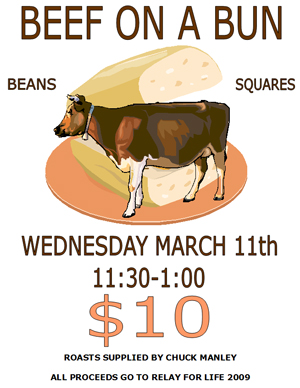 BEEF ON A BUN
BEANS SQUARES
WEDNESDAY MARCH 11th
11:30-1:00
$10
ROASTS SUPPLIED BY CHUCK MANLEY
ALL PROCEEDS GO TO RELAY FOR LIFE 2009